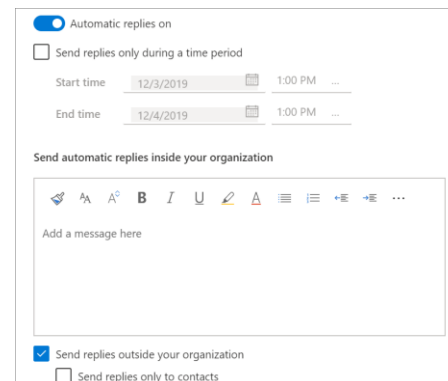 Automatic replies on
Send replies only during a time period
Start time 12/3/2019 1:00 PM ...
End time 12/4/2019 1:00 PM ...
Send automatic replies inside your organization
B I U A
Add a message here
Send replies outside your organization
Send replies only to contacts